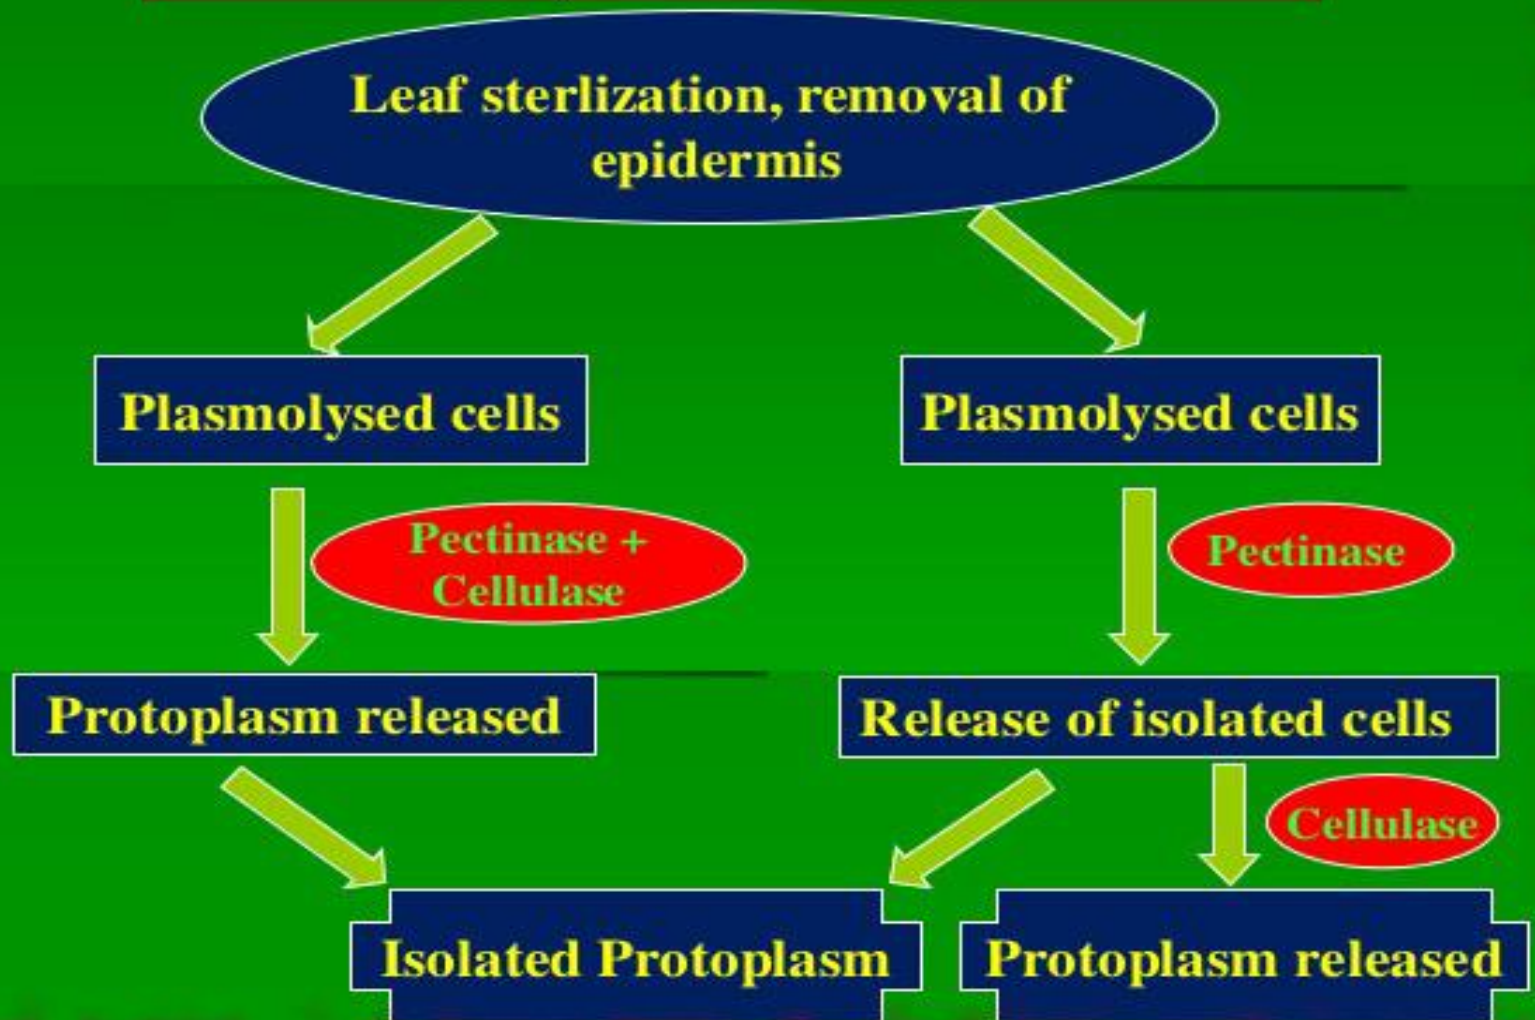 Leaf sterlization, removal of
epidermis
Plasmolysed cells
Plasmolysed cells
Pectinase +
Cellulase
Pectinase
Protoplasm released
Release of isolated cells
Cellulase
Isolated Protoplasm
Protoplasm released